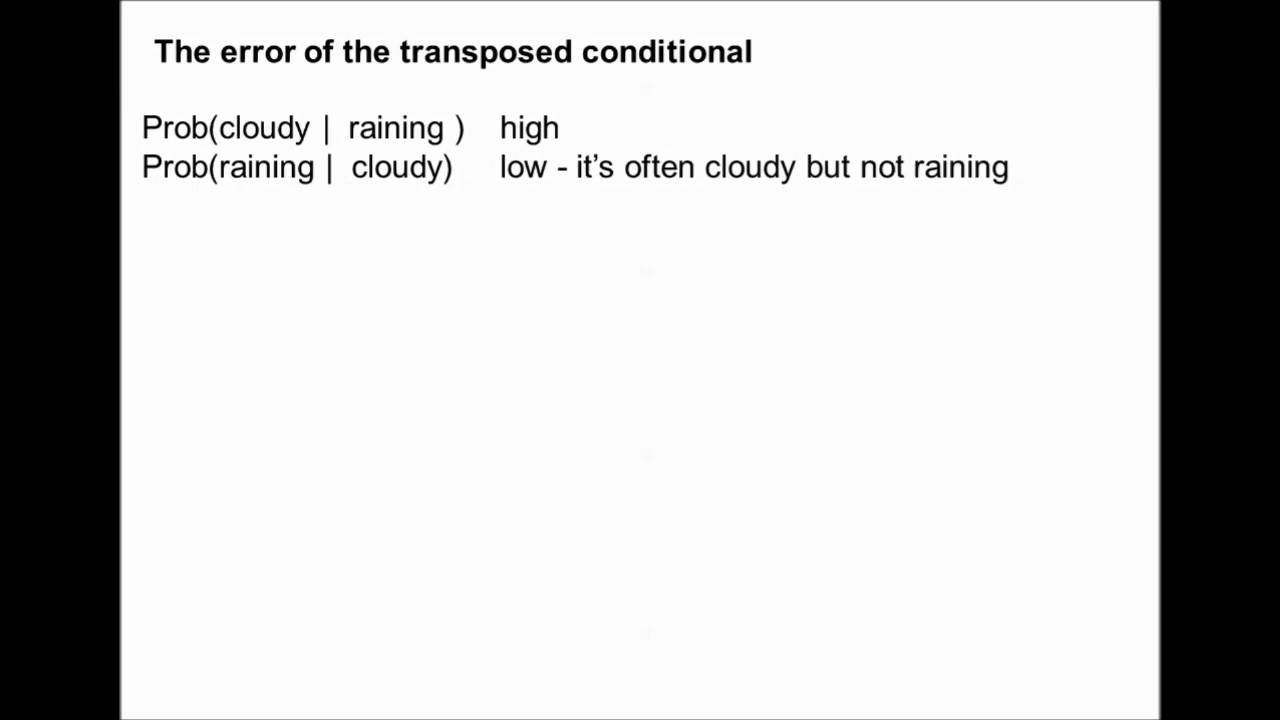 The error of the transposed conditional
Prob(cloudy | raining ) high
Prob(raining | cloudy) low - it’s often cloudy but not raining